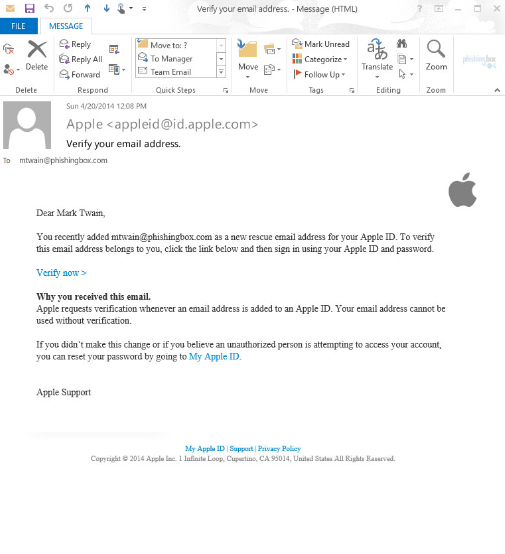 Verify your email address. - Message (HTML)
?
FILE
MESSAGE
Delete
Reply
Reply All
Forward
Move to: ?
To Manager
Team Email
Move
Mark Unread
Categorize
Follow Up
Translate
Zoom
phishingbox
Delete
Respond
Quick Steps
Move
Tags
Editing
Zoom
Sun 4/20/2014 12:08 PM
Apple <appleid@id.apple.com>
Verify your email address.
To mtwain@phishingbox.com
Dear Mark Twain,
You recently added mtwain@phishingbox.com as a new rescue email address for your Apple ID. To verify
this email address belongs to you, click the link below and then sign in using your Apple ID and password.
Verify now >
Why you received this email.
Apple requests verification whenever an email address is added to an Apple ID. Your email address cannot be
used without verification.
If you didn't make this change or if you believe an unauthorized person is attempting to access your account,
you can reset your password by going to My Apple ID.
Apple Support
My Apple ID | Support | Privacy Policy
Copyright © 2014 Apple Inc. 1 Infinite Loop, Cupertino, CA 95014, United States All Rights Reserved.